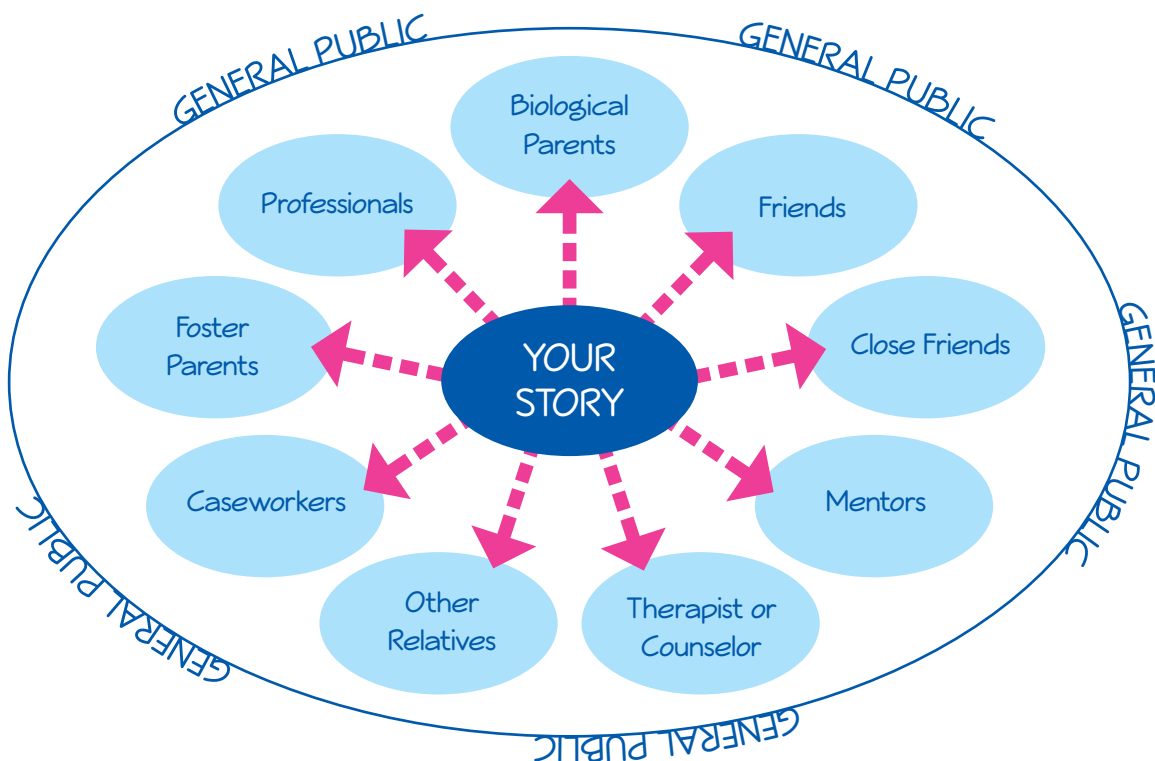 GENERAL PUBLIC
GENERAL PUBLIC
Biological
Parents
Professionals
Friends
Foster
Parents
YOUR
STORY
Close Friends
GENERAL PUBLIC
Caseworkers
Mentors
GENERAL PUBLIC
Other
Relatives
Therapist or
Counselor
GENERAL PUBLIC